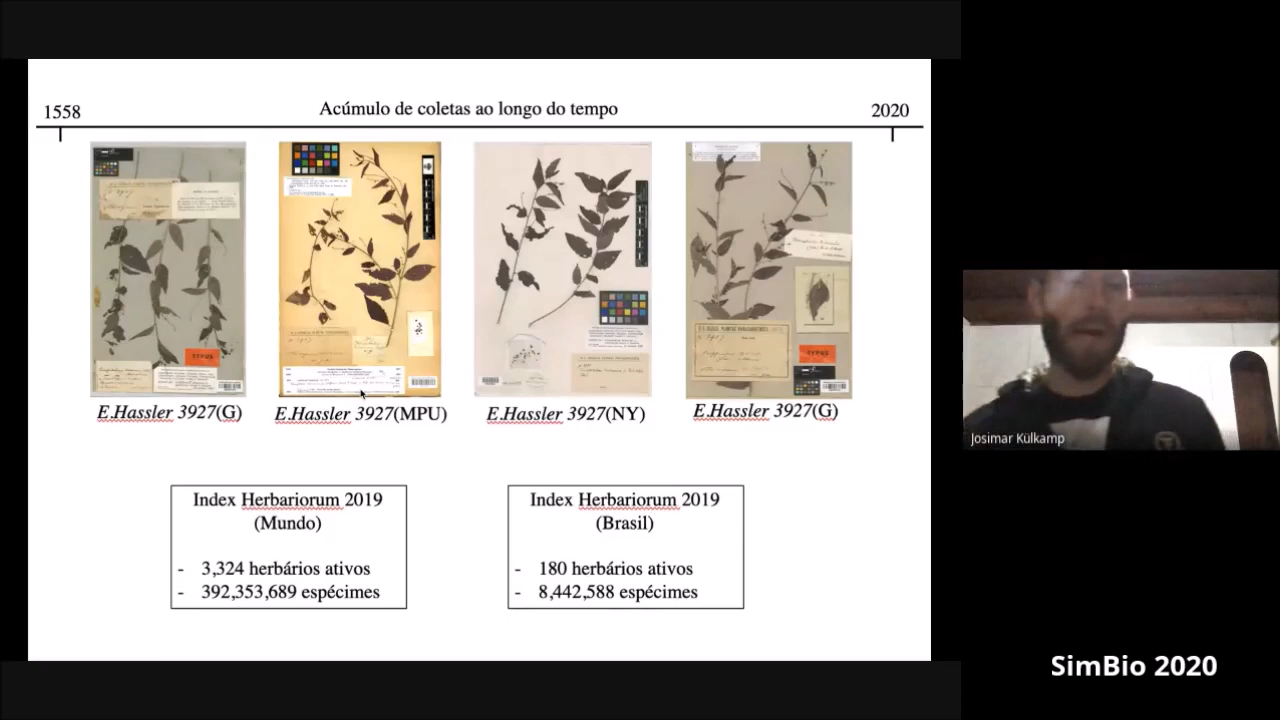 1558
Acúmulo de coletas ao longo do tempo
2020
TYPUS
TYPUS
E.Hassler 3927(G)
E.Hassler 3927(MPU)
E.Hassler 3927(NY)
E.Hassler 3927(G)
Index Herbariorum 2019
(Mundo)
- 3,324 herbários ativos
- 392,353,689 espécimes
Index Herbariorum 2019
(Brasil)
- 180 herbários ativos
- 8,442,588 espécimes
Josimar Külkamp
SimBio 2020